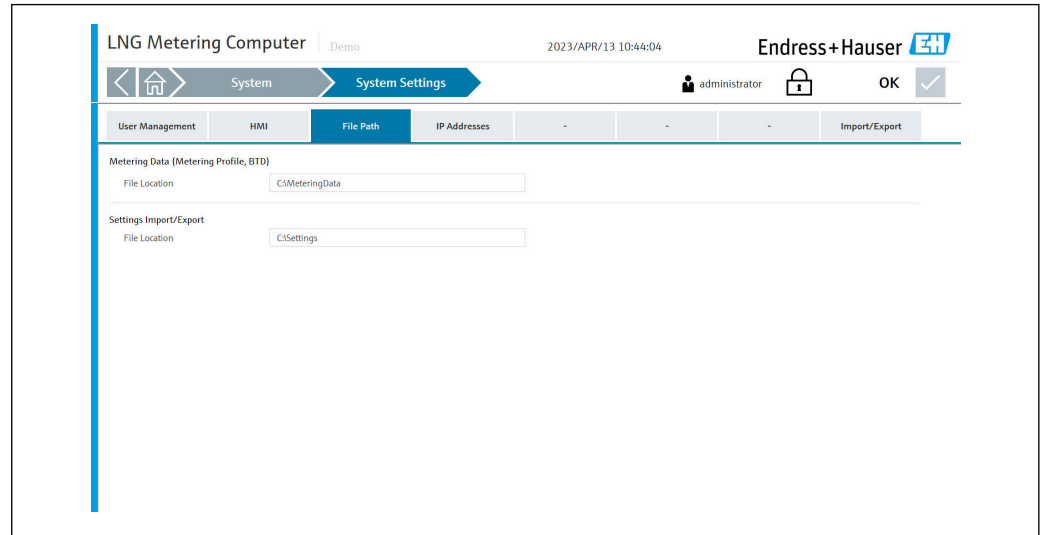 LNG Metering Computer Demo 2023/APR/13 10:44:04 Endress+Hauser EH
System System Settings administrator OK
User Management HMI File Path IP Addresses - - - Import/Export
Metering Data (Metering Profile, BTD)
File Location C:\MeteringData
Settings Import/Export
File Location C:\Settings